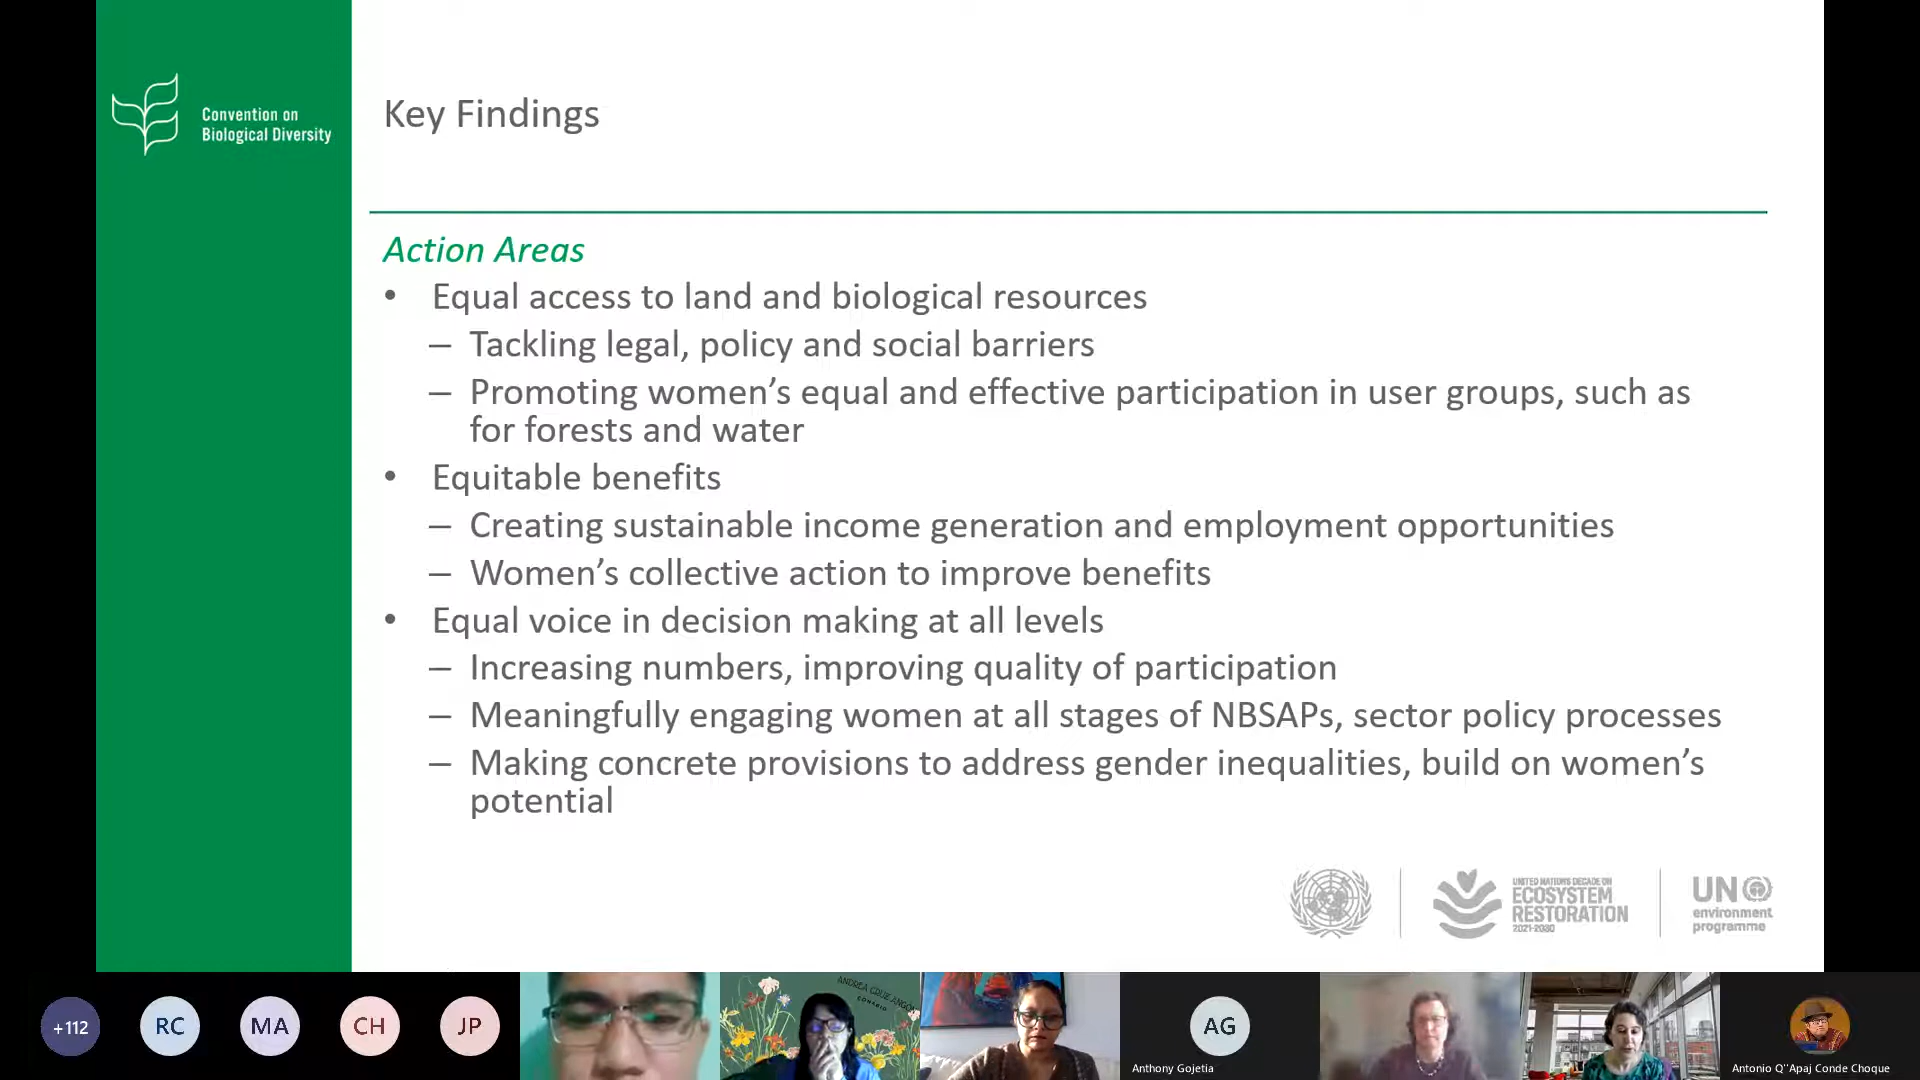 Convention on
Biological Diversity
Key Findings
Action Areas
• Equal access to land and biological resources
– Tackling legal, policy and social barriers
– Promoting women’s equal and effective participation in user groups, such as
for forests and water
• Equitable benefits
– Creating sustainable income generation and employment opportunities
– Women’s collective action to improve benefits
• Equal voice in decision making at all levels
– Increasing numbers, improving quality of participation
– Meaningfully engaging women at all stages of NBSAPs, sector policy processes
– Making concrete provisions to address gender inequalities, build on women’s
potential
UNITED NATIONS DECADE ON
ECOSYSTEM
RESTORATION
2021-2030
UN
environment
programme
+112
RC
MA
CH
JP
ANDREA CRUZ ANGÓN
CONABIO
AG
Anthony Gojetia
Antonio Q''Apaj Conde Choque